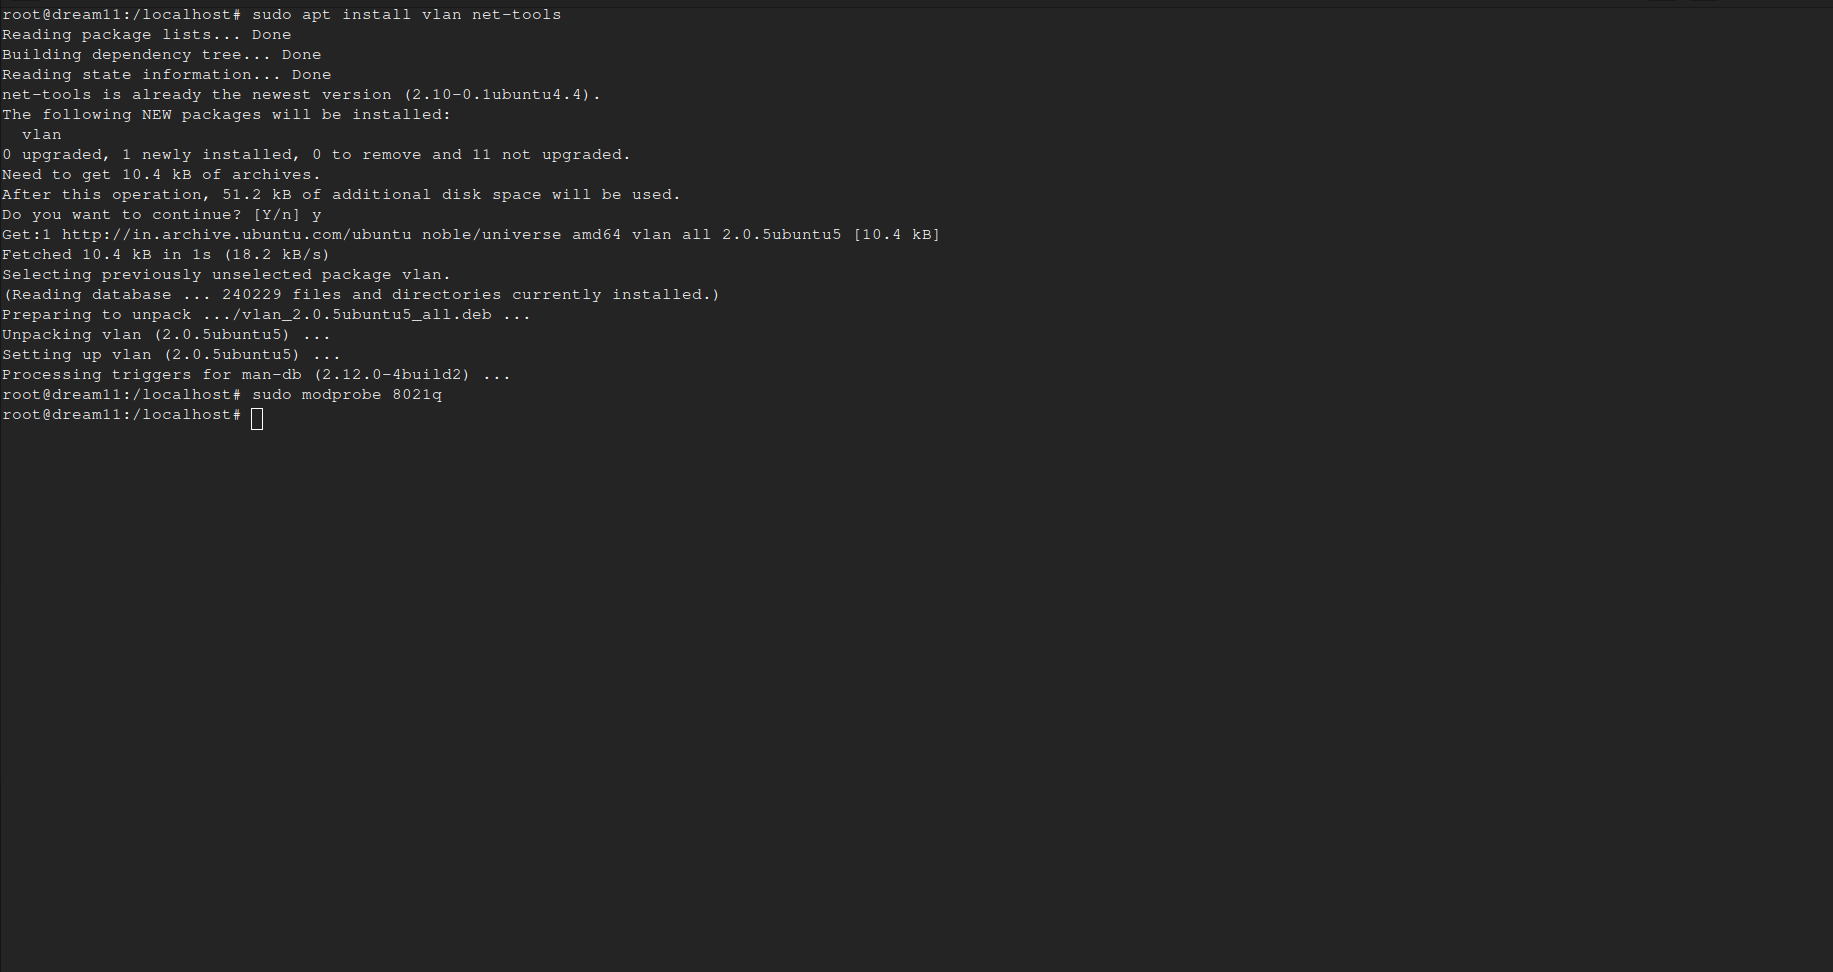 root@dream11:/localhost# sudo apt install vlan net-tools
Reading package lists... Done
Building dependency tree... Done
Reading state information... Done
net-tools is already the newest version (2.10-0.1ubuntu4.4).
The following NEW packages will be installed:
  vlan
0 upgraded, 1 newly installed, 0 to remove and 11 not upgraded.
Need to get 10.4 kB of archives.
After this operation, 51.2 kB of additional disk space will be used.
Do you want to continue? [Y/n] y
Get:1 http://in.archive.ubuntu.com/ubuntu noble/universe amd64 vlan all 2.0.5ubuntu5 [10.4 kB]
Fetched 10.4 kB in 1s (18.2 kB/s)
Selecting previously unselected package vlan.
(Reading database ... 240229 files and directories currently installed.)
Preparing to unpack .../vlan_2.0.5ubuntu5_all.deb ...
Unpacking vlan (2.0.5ubuntu5) ...
Setting up vlan (2.0.5ubuntu5) ...
Processing triggers for man-db (2.12.0-4build2) ...
root@dream11:/localhost# sudo modprobe 8021q
root@dream11:/localhost#